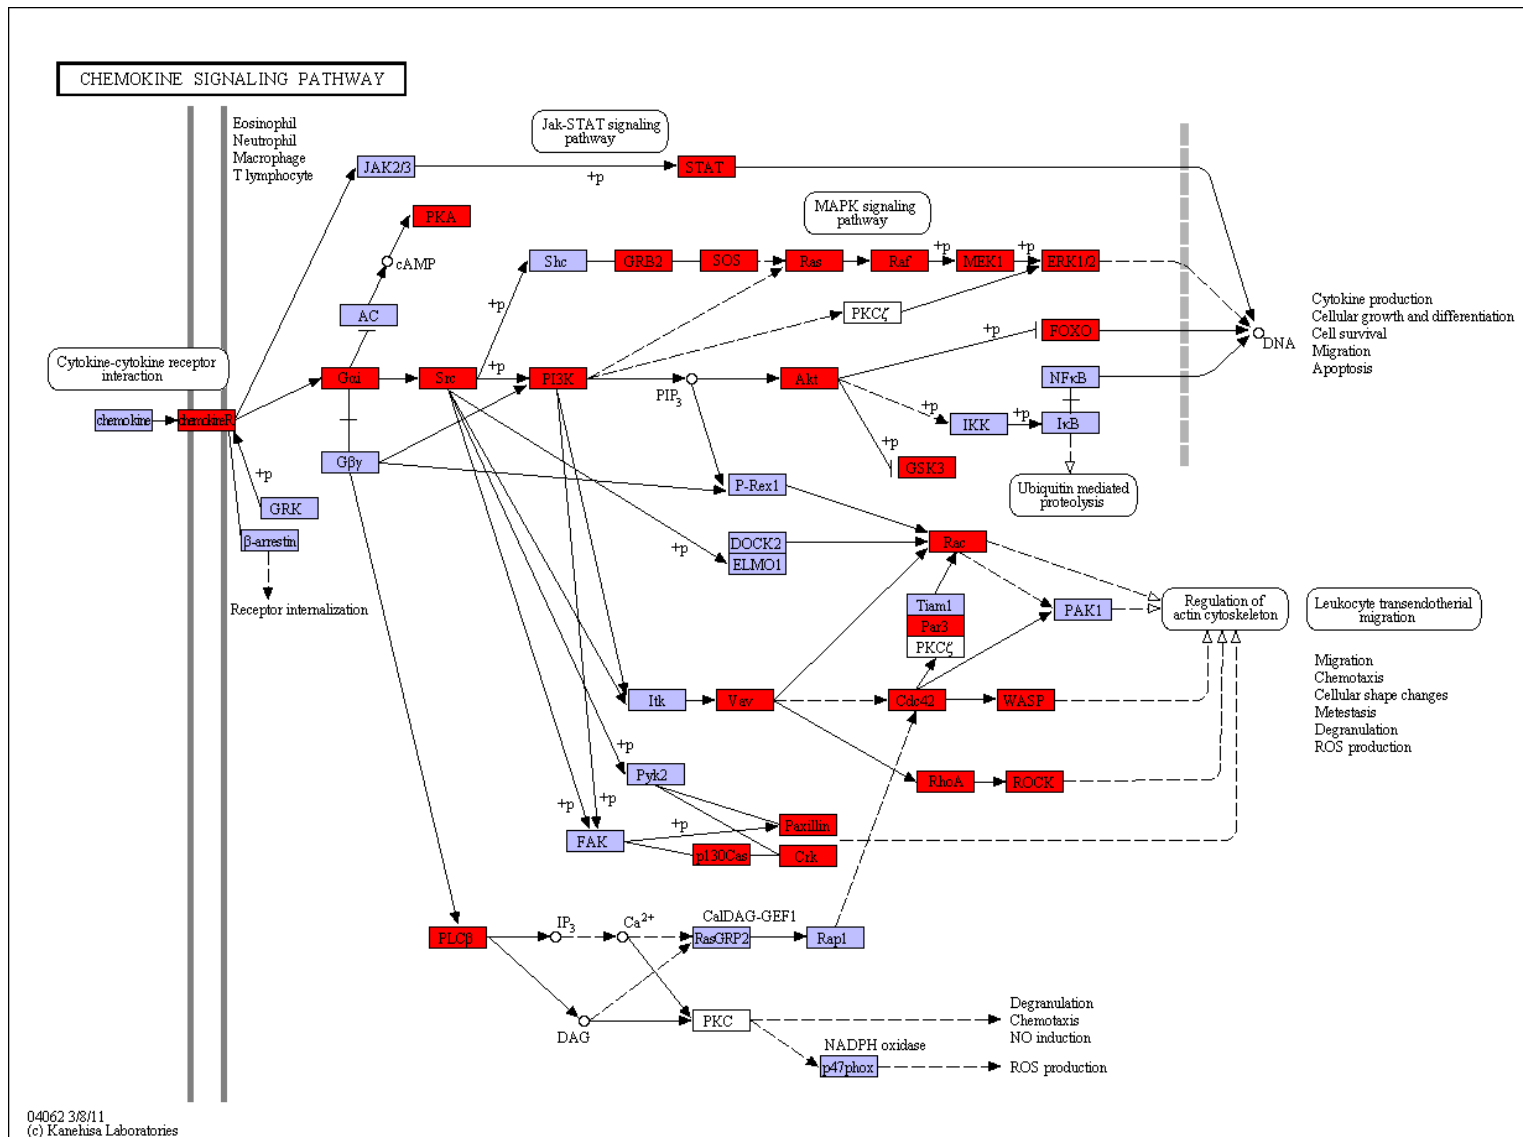 CHEMOKINE SIGNALING PATHWAY
Eosinophil
Neutrophil
Macrophage
T lymphocyte
Jak-STAT signaling
pathway
JAK2/3
+p
STAT
PKA
cAMP
AC
MAPK signaling
pathway
+p
Shc
GRB2
SOS
Ras
Raf
+p
MEK1
+p
ERK1/2
PKCζ
+p
FOXO
DNA
Cytokine production
Cellular growth and differentiation
Cell survival
Migration
Apoptosis
Cytokine-cytokine receptor
interaction
chemokine
chemokineR
Gαi
Src
+p
PI3K
PIP3
Akt
+p
IKK
+p
NFκB
IκB
+p
GSK3
Ubiquitin mediated
proteolysis
Gβγ
+p
GRK
β-arrestin
Receptor internalization
P-Rex1
+p
DOCK2
ELMO1
Rac
Tiam1
Par3
PKCζ
PAK1
Regulation of
actin cytoskeleton
Leukocyte transendotherial
migration
Migration
Chemotaxis
Cellular shape changes
Metestasis
Degranulation
ROS production
Itk
Vav
Cdc42
WASP
+p
Pyk2
RhoA
ROCK
+p
+p
FAK
+p
Paxillin
p130Cas
Crk
PLCβ
IP3
Ca2+
CalDAG-GEF1
RasGRP2
Rap1
DAG
PKC
Degranulation
Chemotaxis
NO induction
NADPH oxidase
p47phox
ROS production
04062 3/8/11
(c) Kanehisa Laboratories